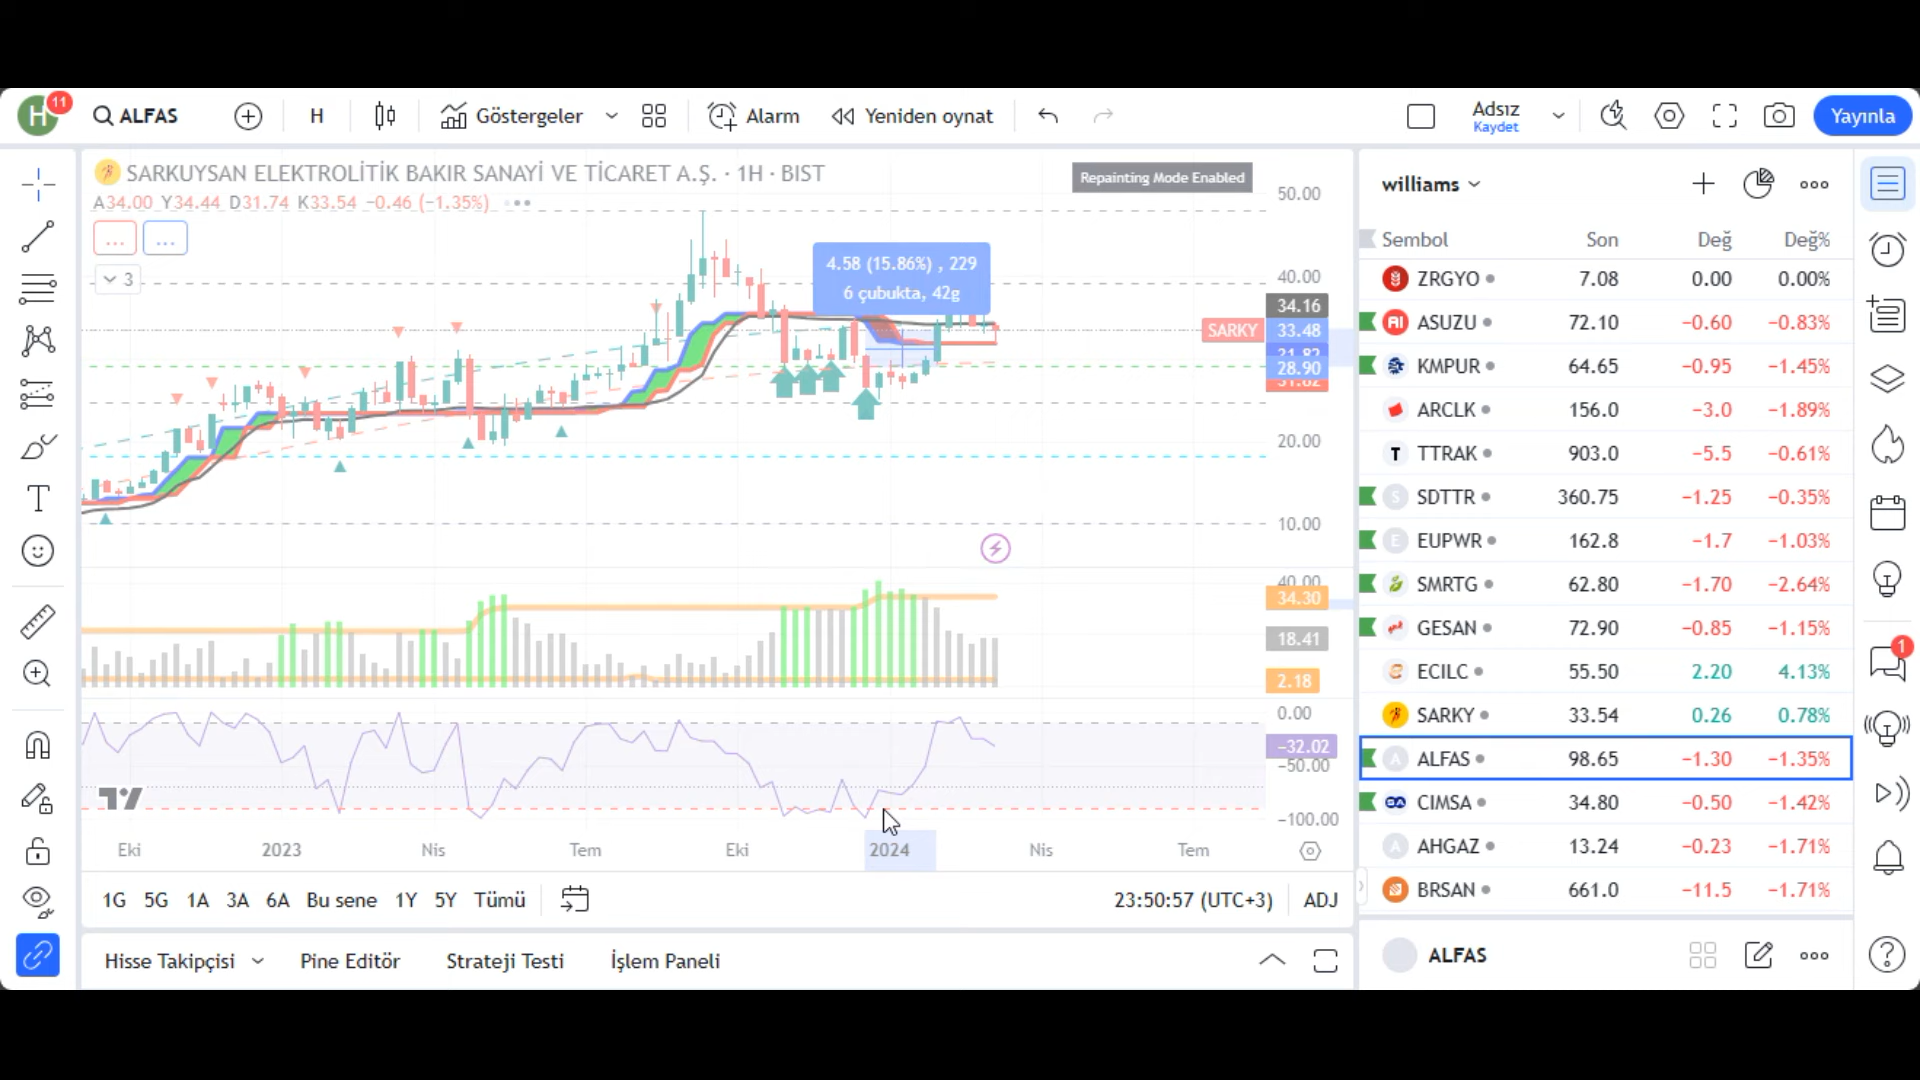 H 11 ALFAS H Göstergeler Alarm Yeniden oynat Adsız Kaydet Yayınla
SARKUYSAN ELEKTROLİTİK BAKIR SANAYİ VE TİCARET A.Ş. · 1H · BIST
A34.00 Y34.44 D31.74 K33.54 −0.46 (−1.35%)
... ...
3
Repainting Mode Enabled
4.58 (15.86%) , 229
6 çubukta, 42g
50.00
40.00
34.16
SARKY 33.48
28.90
20.00
10.00
40.00
34.30
18.41
2.18
0.00
−32.02
−50.00
−100.00
Eki 2023 Nis Tem Eki 2024 Nis Tem
1G 5G 1A 3A 6A Bu sene 1Y 5Y Tümü 23:50:57 (UTC+3) ADJ
Hisse Takipçisi Pine Editör Strateji Testi İşlem Paneli
williams
Sembol Son Değ Değ%
ZRGYO 7.08 0.00 0.00%
ASUZU 72.10 −0.60 −0.83%
KMPUR 64.65 −0.95 −1.45%
ARCLK 156.0 −3.0 −1.89%
T TTRAK 903.0 −5.5 −0.61%
S SDTTR 360.75 −1.25 −0.35%
E EUPWR 162.8 −1.7 −1.03%
SMRTG 62.80 −1.70 −2.64%
GESAN 72.90 −0.85 −1.15%
ECILC 55.50 2.20 4.13%
SARKY 33.54 0.26 0.78%
A ALFAS 98.65 −1.30 −1.35%
CIMSA 34.80 −0.50 −1.42%
A AHGAZ 13.24 −0.23 −1.71%
BRSAN 661.0 −11.5 −1.71%
ALFAS
1